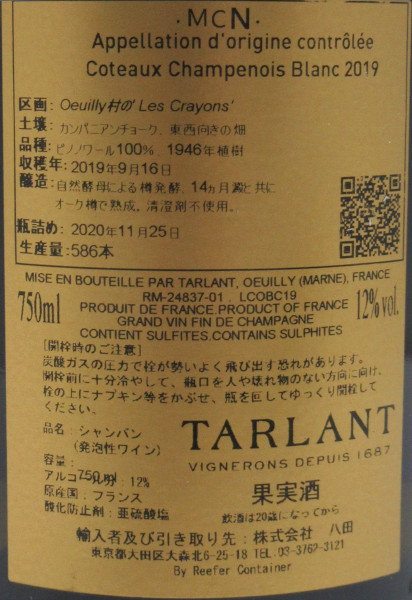 ·MCN·
Appellation d'origine contrôlée
Coteaux Champenois Blanc 2019
区画: Oeuilly村の' Les Crayons'
土壌: カンパニアンチョーク、東西向きの畑
品種: ピノノワール100%、1946年植樹
収穫年: 2019年9月16日
醸造: 自然酵母による樽発酵、14ヵ月澱と共に
オーク樽で熟成。清澄剤不使用。
瓶詰め: 2020年11月25日
生産量: 586本
MISE EN BOUTEILLE PAR TARLANT, OEUILLY (MARNE), FRANCE
RM-24837-01 . LCOBC19
750ml PRODUIT DE FRANCE.PRODUCT OF FRANCE 12% vol.
GRAND VIN FIN DE CHAMPAGNE
CONTIENT SULFITES.CONTAINS SULPHITES
[開栓時のご注意]
炭酸ガスの圧力で栓が勢いよく飛び出す恐れがあります。
開栓前に十分冷やして、瓶口を人や壊れ物のない方向に向け、
栓の上にナプキン等をかぶせ、瓶を回してゆっくり開栓して
ください。
品名: シャンパン
(発泡性ワイン)
TARLANT
VIGNERONS DEPUIS 1687
容量: 750ml
アルコール分: 12%
原産国: フランス
酸化防止剤: 亜硫酸塩
果実酒
飲酒は20歳になってから
輸入者及び引き取り先: 株式会社 八田
東京都大田区大森北6-25-18 TEL.03-3762-3121
By Reefer Container